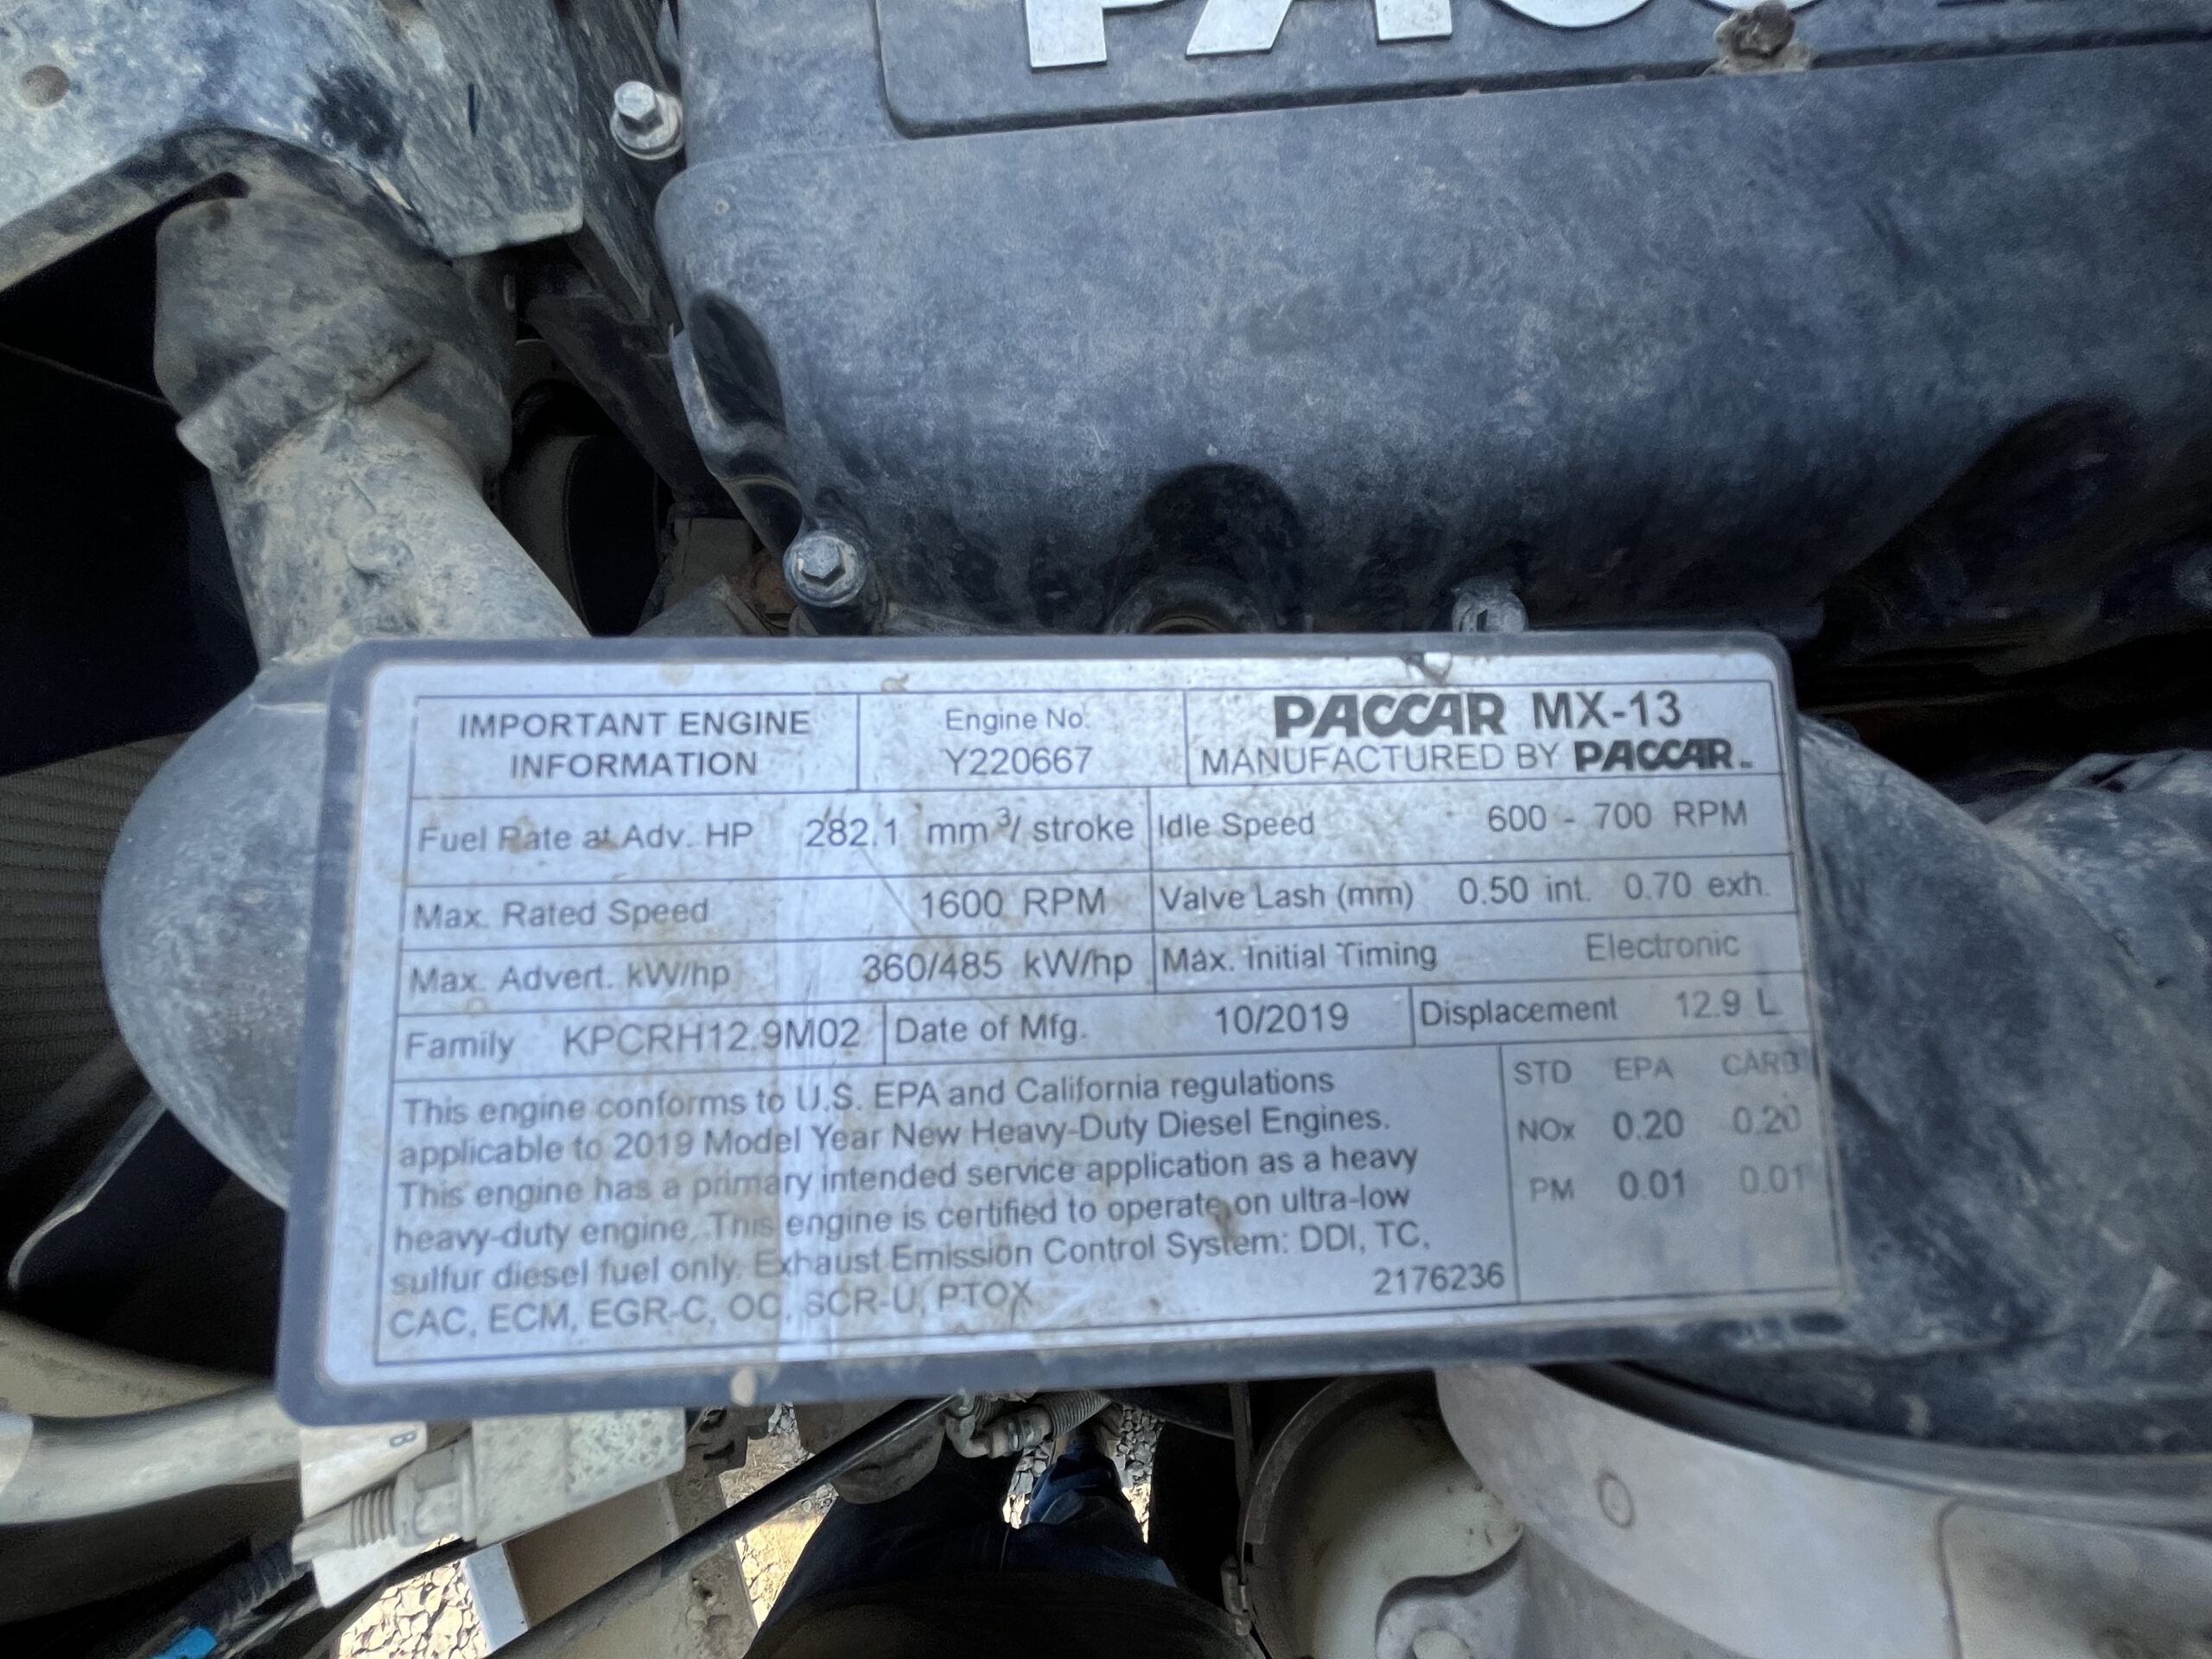 PACC
IMPORTANT ENGINE
INFORMATION
Engine No.
Y220667
PACCAR MX-13
MANUFACTURED BY PACCAR INC
Fuel Rate at Adv. HP 282.1 mm³/ stroke
Idle Speed 600 - 700 RPM
Max. Rated Speed 1600 RPM
Valve Lash (mm) 0.50 int. 0.70 exh.
Max. Advert. kW/hp 360/485 kW/hp
Max. Initial Timing Electronic
Family KPCRH12.9M02
Date of Mfg. 10/2019
Displacement 12.9 L
This engine conforms to U.S. EPA and California regulations
applicable to 2019 Model Year New Heavy-Duty Diesel Engines.
This engine has a primary intended service application as a heavy
heavy-duty engine. This engine is certified to operate on ultra-low
sulfur diesel fuel only. Exhaust Emission Control System: DDI, TC,
CAC, ECM, EGR-C, OC, SCR-U, PTOX
2176236
STD EPA CARB
NOx 0.20 0.20
PM 0.01 0.01